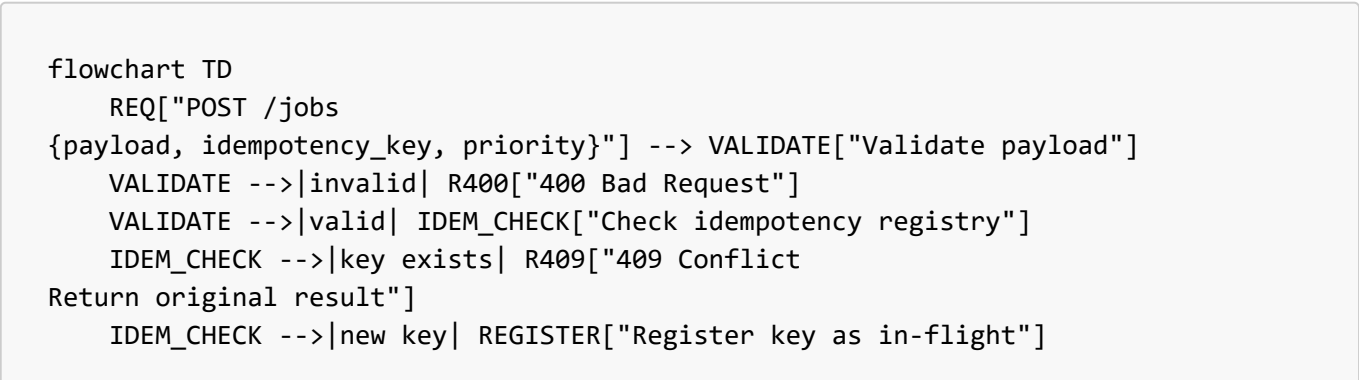 flowchart TD
    REQ["POST /jobs
{payload, idempotency_key, priority}"] --> VALIDATE["Validate payload"]
    VALIDATE -->|invalid| R400["400 Bad Request"]
    VALIDATE -->|valid| IDEM_CHECK["Check idempotency registry"]
    IDEM_CHECK -->|key exists| R409["409 Conflict
Return original result"]
    IDEM_CHECK -->|new key| REGISTER["Register key as in-flight"]